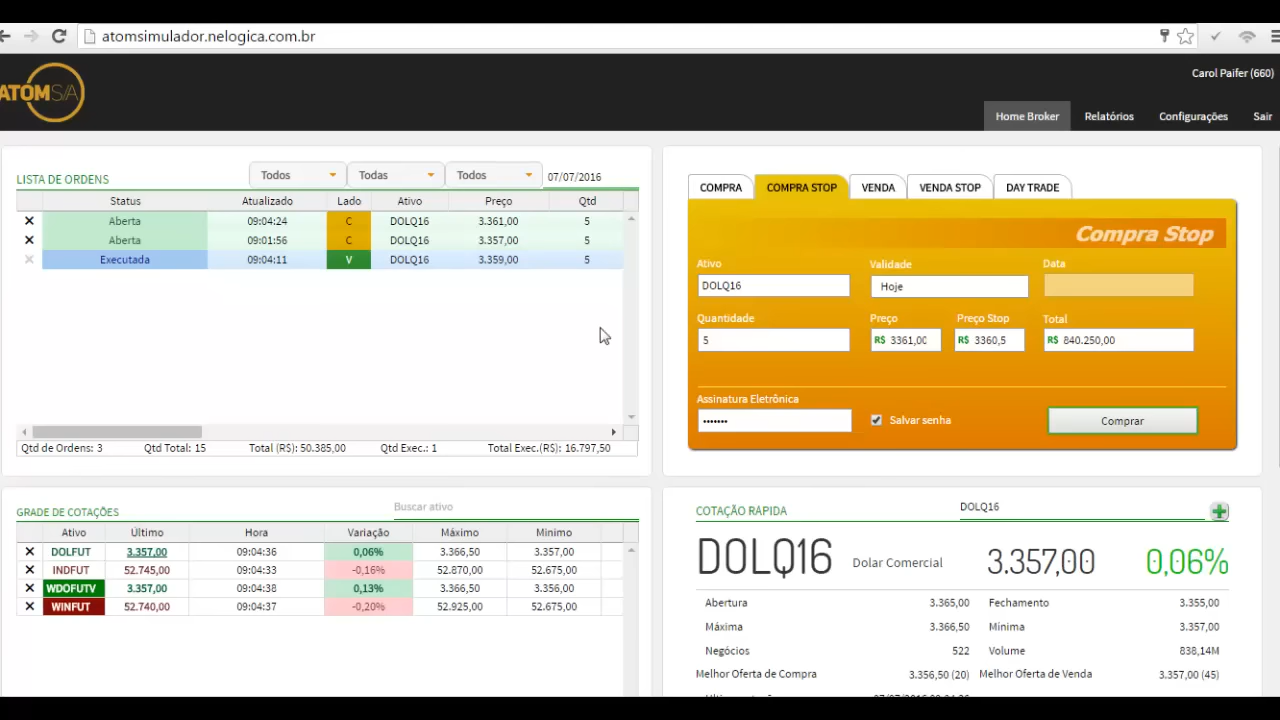 atomsimulador.nelogica.com.br
Carol Paifer (660)
ATOM S/A
Home Broker Relatórios Configurações Sair
LISTA DE ORDENS Todos Todas Todos 07/07/2016
Status Atualizado Lado Ativo Preço Qtd
Aberta 09:04:24 C DOLQ16 3.361,00 5
Aberta 09:01:56 C DOLQ16 3.357,00 5
Executada 09:04:11 V DOLQ16 3.359,00 5
Qtd de Ordens: 3 Qtd Total: 15 Total (R$): 50.385,00 Qtd Exec.: 1 Total Exec.(R$): 16.797,50
COMPRA COMPRA STOP VENDA VENDA STOP DAY TRADE
Compra Stop
Ativo Validade Data
DOLQ16 Hoje
Quantidade Preço Preço Stop Total
5 R$ 3361,00 R$ 3360,5 R$ 840.250,00
Assinatura Eletrônica
••••••• Salvar senha Comprar
GRADE DE COTAÇÕES Buscar ativo
Ativo Último Hora Variação Máximo Minimo
DOLFUT 3.357,00 09:04:36 0,06% 3.366,50 3.357,00
INDFUT 52.745,00 09:04:33 -0,16% 52.870,00 52.675,00
WDOFUTV 3.357,00 09:04:38 0,13% 3.366,50 3.356,00
WINFUT 52.740,00 09:04:37 -0,20% 52.925,00 52.675,00
COTAÇÃO RÁPIDA DOLQ16
DOLQ16 Dolar Comercial 3.357,00 0,06%
Abertura 3.365,00 Fechamento 3.355,00
Máxima 3.366,50 Minima 3.357,00
Negócios 522 Volume 838,14M
Melhor Oferta de Compra 3.356,50 (20) Melhor Oferta de Venda 3.357,00 (45)